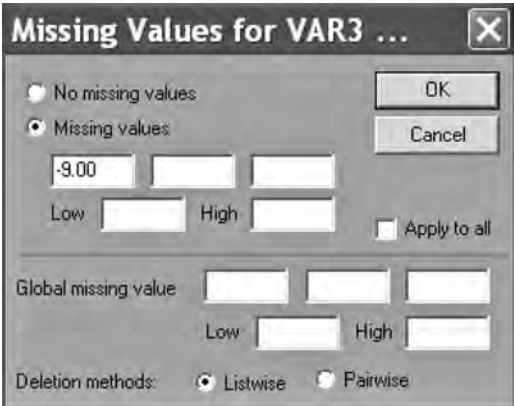 Missing Values for VAR3 ...
No missing values
OK
Missing values
Cancel
-9.00
Low High
Apply to all
Global missing value
Low High
Deletion methods: Listwise Pairwise